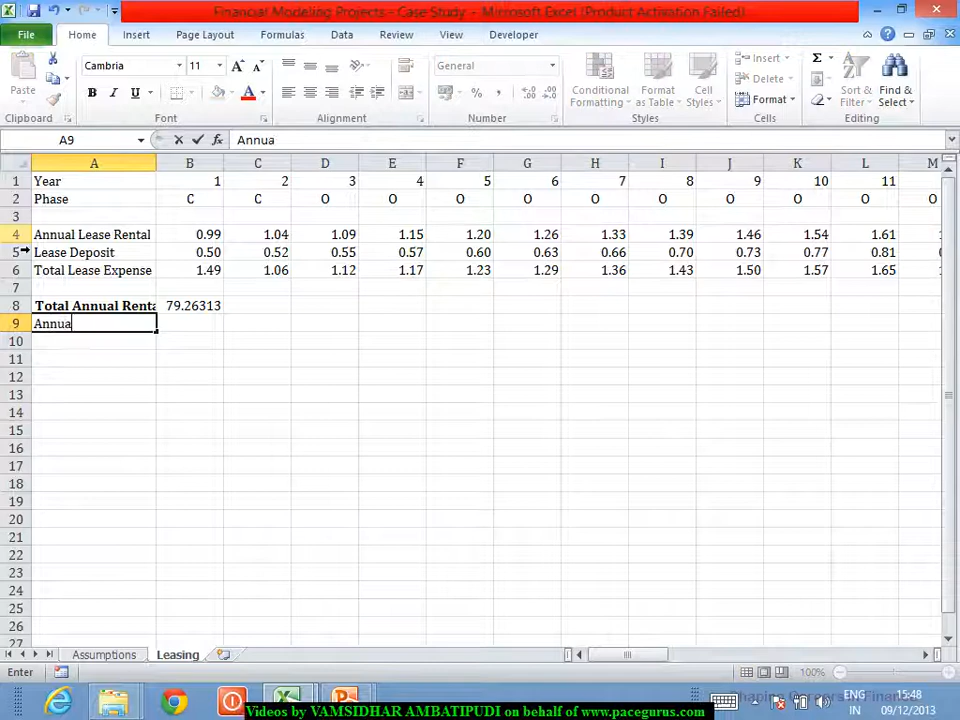 Financial Modeling Projects - Case Study - Microsoft Excel (Product Activation Failed)
File Home Insert Page Layout Formulas Data Review View Developer
Cambria 11 General
Paste Conditional Formatting Format as Table Cell Styles Insert Delete Format Sort & Filter Find & Select
Clipboard Font Alignment Number Styles Cells Editing
A9 fx Annua
A B C D E F G H I J K L M
1 Year 1 2 3 4 5 6 7 8 9 10 11
2 Phase C C O O O O O O O O O O
3
4 Annual Lease Rental 0.99 1.04 1.09 1.15 1.20 1.26 1.33 1.39 1.46 1.54 1.61
5 Lease Deposit 0.50 0.52 0.55 0.57 0.60 0.63 0.66 0.70 0.73 0.77 0.81
6 Total Lease Expense 1.49 1.06 1.12 1.17 1.23 1.29 1.36 1.43 1.50 1.57 1.65
7
8 Total Annual Renta 79.26313
9 Annua
10
11
12
13
14
15
16
17
18
19
20
21
22
23
24
25
26
27
Assumptions Leasing
Enter 100%
Shaping Careers in Finance
ENG 15:48
IN 09/12/2013
Videos by VAMSIDHAR AMBATIPUDI on behalf of www.pacegurus.com